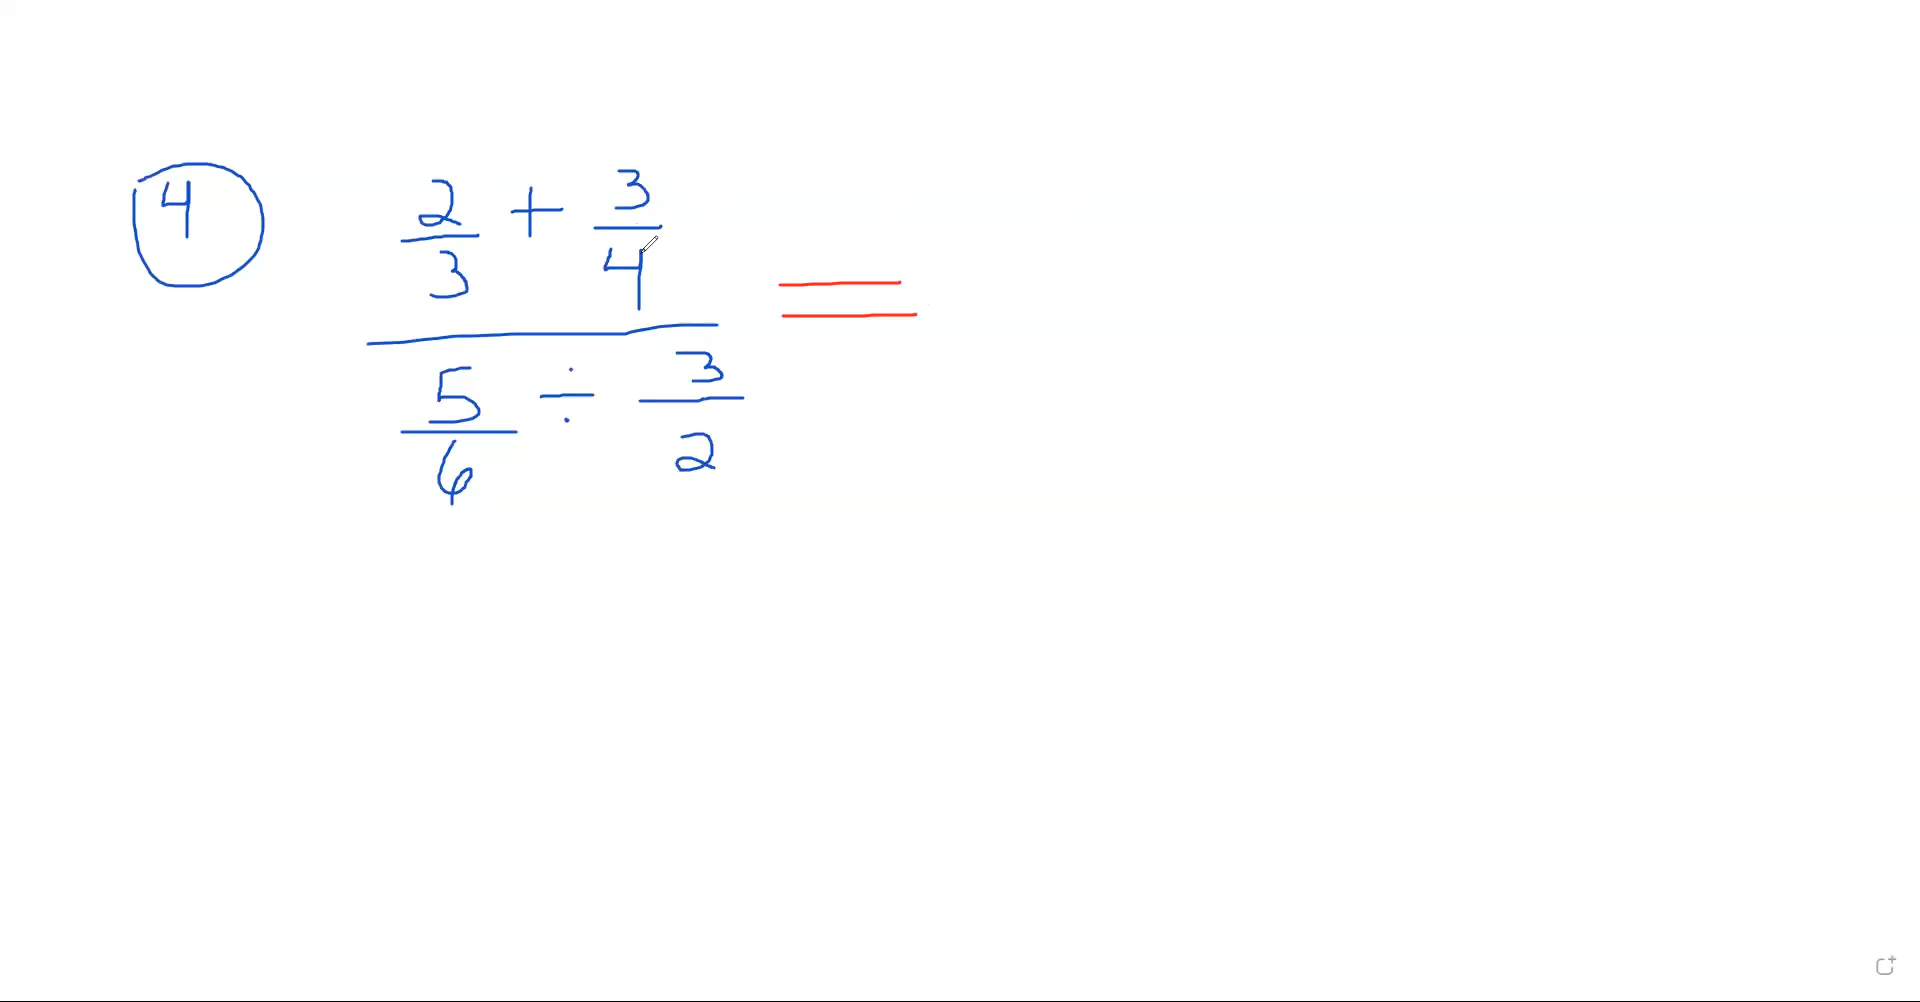 4
2/3 + 3/4
=
5/6 ÷ 3/2